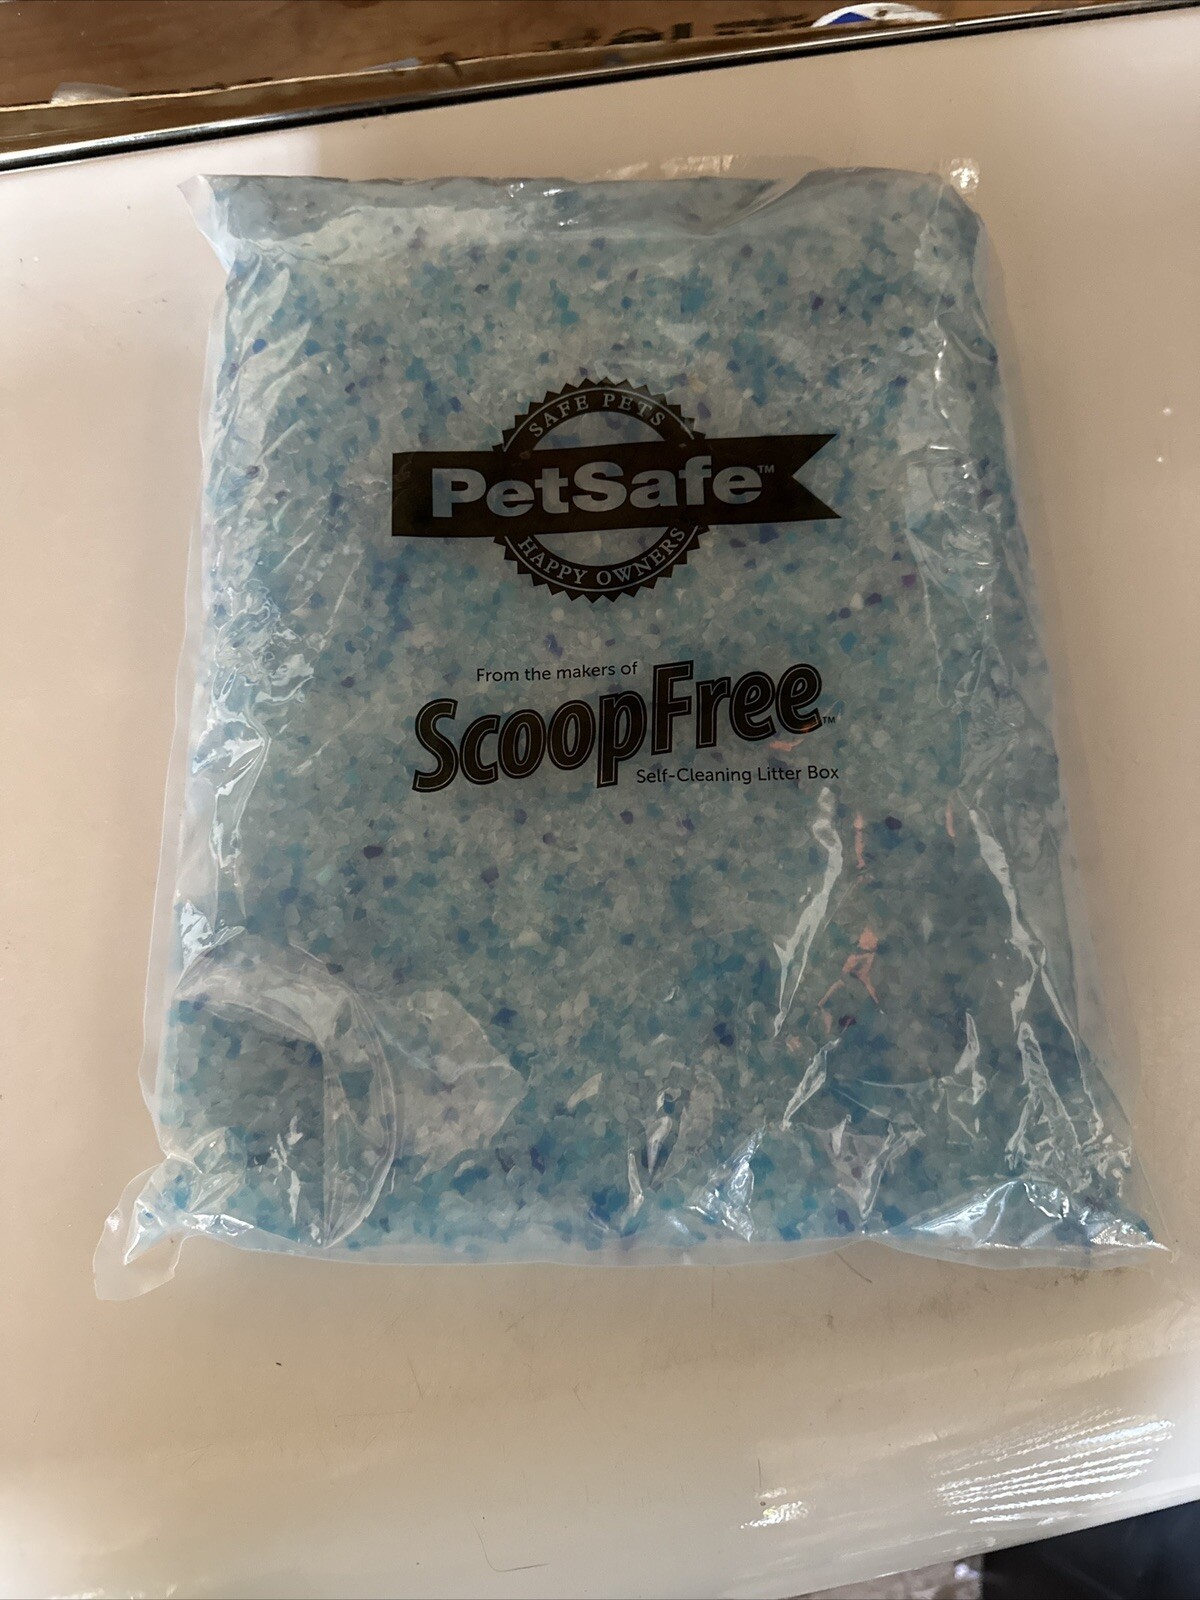 SAFE PETS
PetSafe™
HAPPY OWNERS
From the makers of
ScoopFree™
Self-Cleaning Litter Box